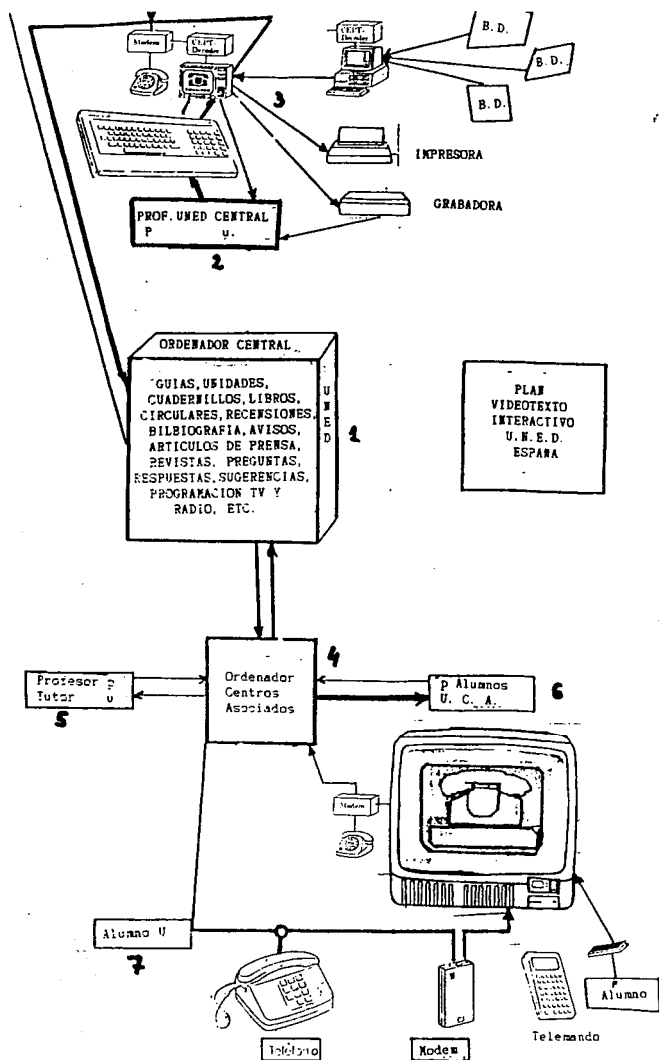 B. D.
CEPT-
Decoder
Modem
CEPT-
Decoder
B. D.
B. D.
3
IMPRESORA
GRABADORA
PROF. UNED CENTRAL
P u.
2
ORDENADOR CENTRAL
GUIAS, UNIDADES,
CUADERNILLOS, LIBROS,
CIRCULARES, RECENSIONES,
BILBIOGRAFIA, AVISOS,
ARTICULOS DE PRENSA,
REVISTAS, PREGUNTAS,
RESPUESTAS, SUGERENCIAS,
PROGRAMACION TV Y
RADIO, ETC.
U
N
E
D
1
PLAN
VIDEOTEXTO
INTERACTIVO
U.N.E.D.
ESPAÑA
4
Ordenador
Centros
Asociados
Profesor P
Tutor U
5
P Alumnos
U. C. A.
6
Modem
Alumno U
7
Teléfono
Modem
Telemando
Alumno